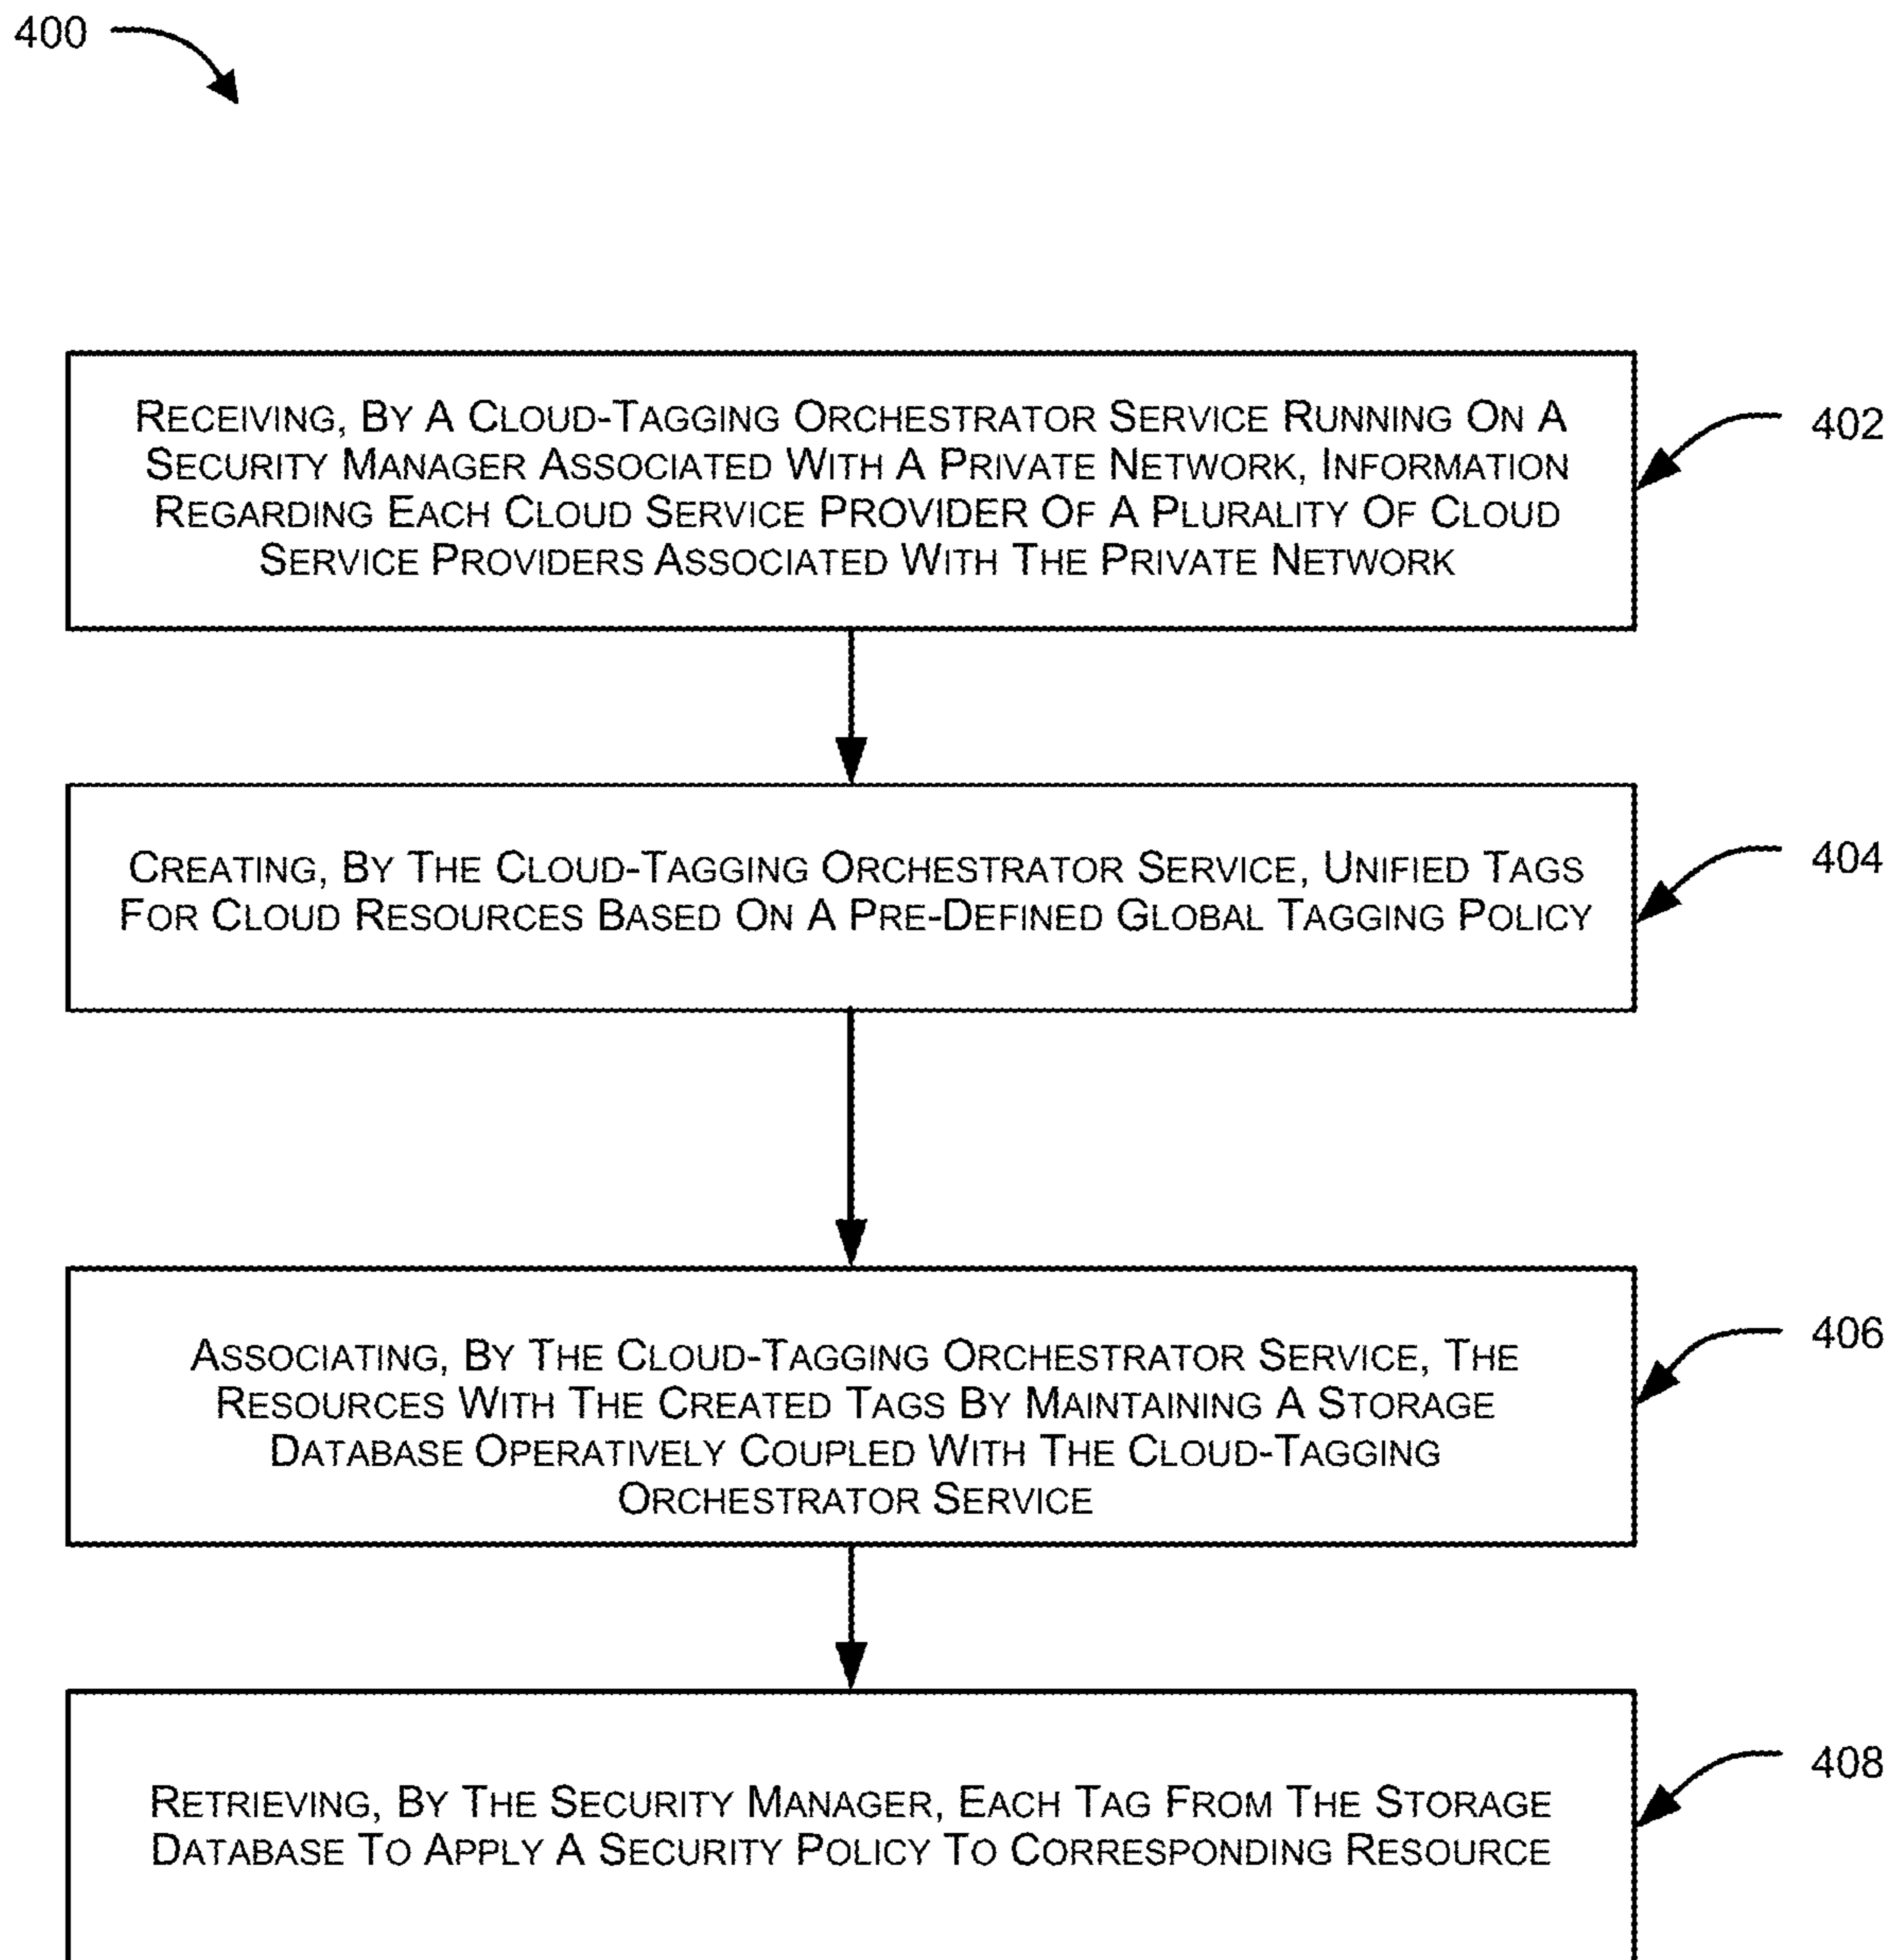 400
RECEIVING, BY A CLOUD-TAGGING ORCHESTRATOR SERVICE RUNNING ON A
SECURITY MANAGER ASSOCIATED WITH A PRIVATE NETWORK, INFORMATION
REGARDING EACH CLOUD SERVICE PROVIDER OF A PLURALITY OF CLOUD
SERVICE PROVIDERS ASSOCIATED WITH THE PRIVATE NETWORK
402
CREATING, BY THE CLOUD-TAGGING ORCHESTRATOR SERVICE, UNIFIED TAGS
FOR CLOUD RESOURCES BASED ON A PRE-DEFINED GLOBAL TAGGING POLICY
404
ASSOCIATING, BY THE CLOUD-TAGGING ORCHESTRATOR SERVICE, THE
RESOURCES WITH THE CREATED TAGS BY MAINTAINING A STORAGE
DATABASE OPERATIVELY COUPLED WITH THE CLOUD-TAGGING
ORCHESTRATOR SERVICE
406
RETRIEVING, BY THE SECURITY MANAGER, EACH TAG FROM THE STORAGE
DATABASE TO APPLY A SECURITY POLICY TO CORRESPONDING RESOURCE
408